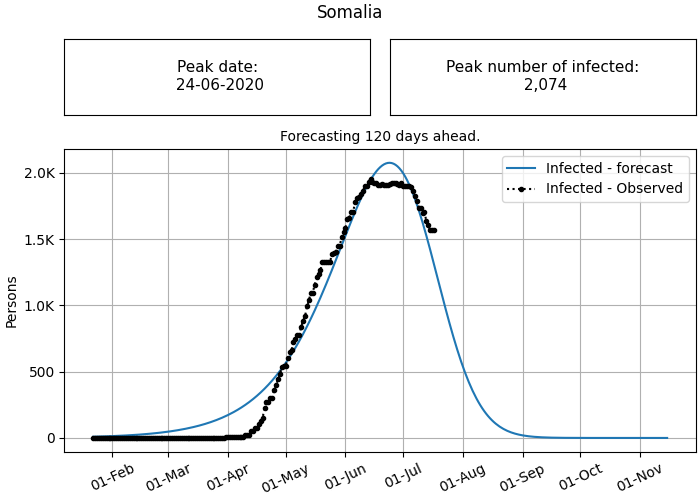 Somalia
Peak date:
24-06-2020
Peak number of infected:
2,074
Forecasting 120 days ahead.
Infected - forecast
Infected - Observed
Persons
2.0K
1.5K
1.0K
500
0
01-Feb
01-Mar
01-Apr
01-May
01-Jun
01-Jul
01-Aug
01-Sep
01-Oct
01-Nov